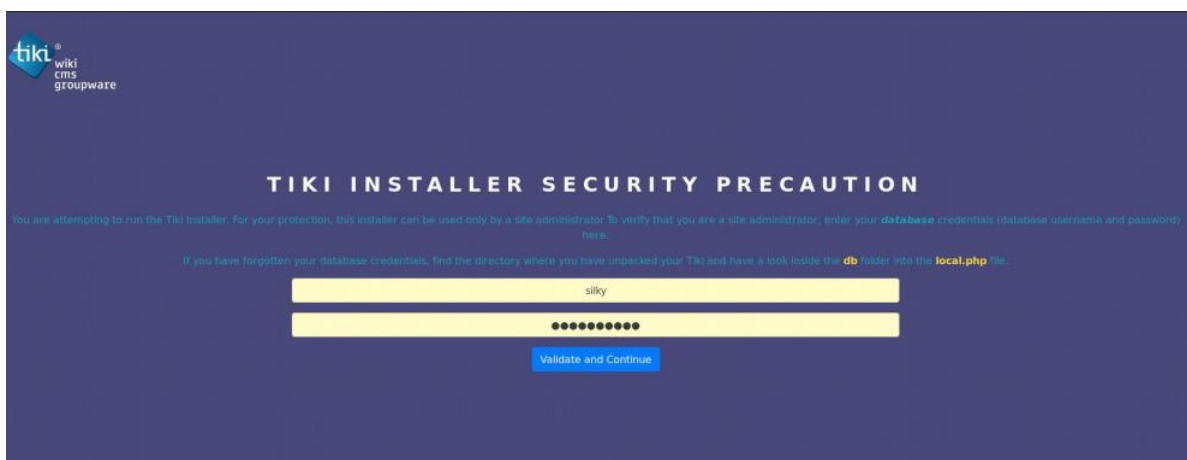 tiki ®
wiki
cms
groupware
TIKI INSTALLER SECURITY PRECAUTION
You are attempting to run the Tiki Installer. For your protection, this installer can be used only by a site administrator.To verify that you are a site administrator, enter your database credentials (database username and password)
here.
If you have forgotten your database credentials, find the directory where you have unpacked your Tiki and have a look inside the db folder into the local.php file.
silky
●●●●●●●●●●
Validate and Continue